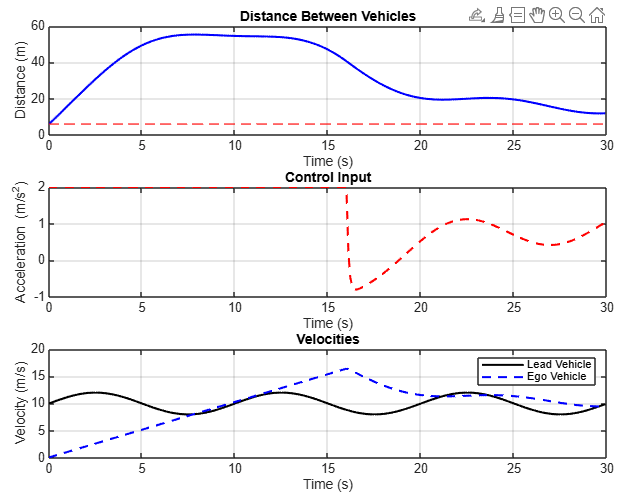 Distance Between Vehicles
Distance (m)
60
40
20
0
0 5 10 15 20 25 30
Time (s)
Control Input
Acceleration (m/s²)
2
1
0
-1
0 5 10 15 20 25 30
Time (s)
Velocities
Velocity (m/s)
20
15
10
5
0
Lead Vehicle
Ego Vehicle
0 5 10 15 20 25 30
Time (s)